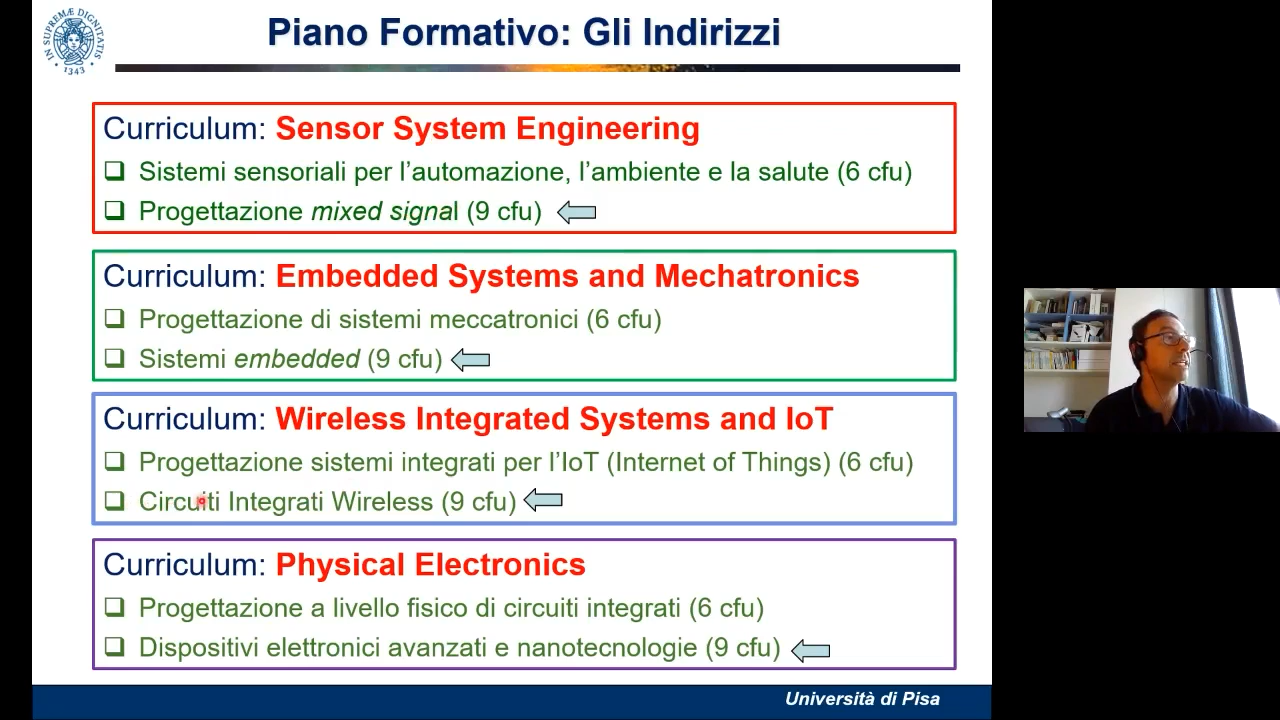 IN SUPREMÆ DIGNITATIS
1343
Piano Formativo: Gli Indirizzi
Curriculum: Sensor System Engineering
Sistemi sensoriali per l'automazione, l'ambiente e la salute (6 cfu)
Progettazione mixed signal (9 cfu)
Curriculum: Embedded Systems and Mechatronics
Progettazione di sistemi meccatronici (6 cfu)
Sistemi embedded (9 cfu)
Curriculum: Wireless Integrated Systems and IoT
Progettazione sistemi integrati per l'IoT (Internet of Things) (6 cfu)
Circuiti Integrati Wireless (9 cfu)
Curriculum: Physical Electronics
Progettazione a livello fisico di circuiti integrati (6 cfu)
Dispositivi elettronici avanzati e nanotecnologie (9 cfu)
Università di Pisa